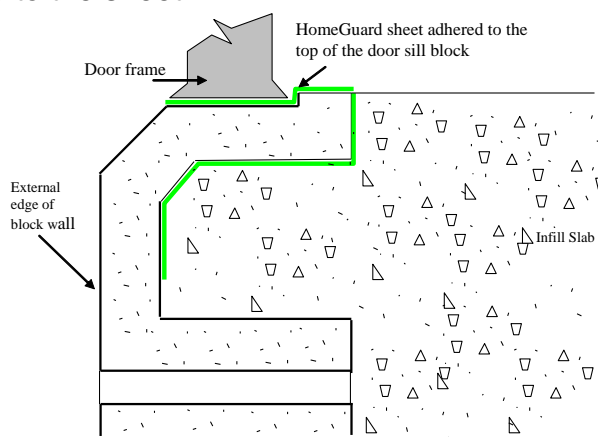 HomeGuard sheet adhered to the
top of the door sill block
Door frame
External
edge of
block wall
Infill Slab